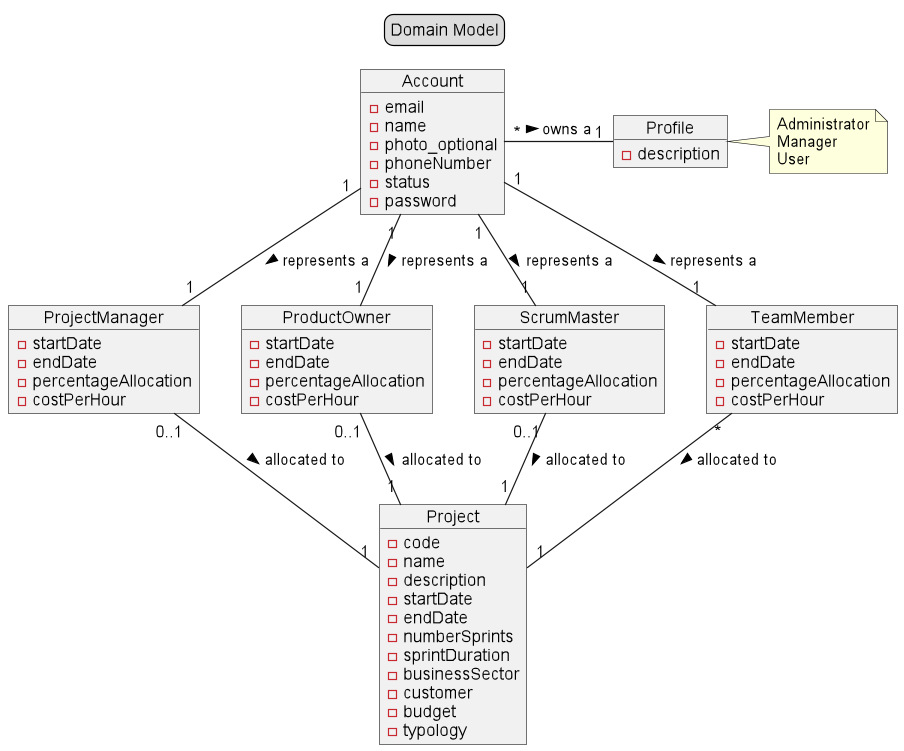 Domain Model
Account
email
name
photo_optional
phoneNumber
status
password
* owns a 1
Profile
description
Administrator
Manager
User
1
1
1
1
represents a
represents a
represents a
represents a
1
1
1
1
ProjectManager
startDate
endDate
percentageAllocation
costPerHour
ProductOwner
startDate
endDate
percentageAllocation
costPerHour
ScrumMaster
startDate
endDate
percentageAllocation
costPerHour
TeamMember
startDate
endDate
percentageAllocation
costPerHour
0..1
0..1
0..1
*
allocated to
allocated to
allocated to
allocated to
1
1
1
1
Project
code
name
description
startDate
endDate
numberSprints
sprintDuration
businessSector
customer
budget
typology